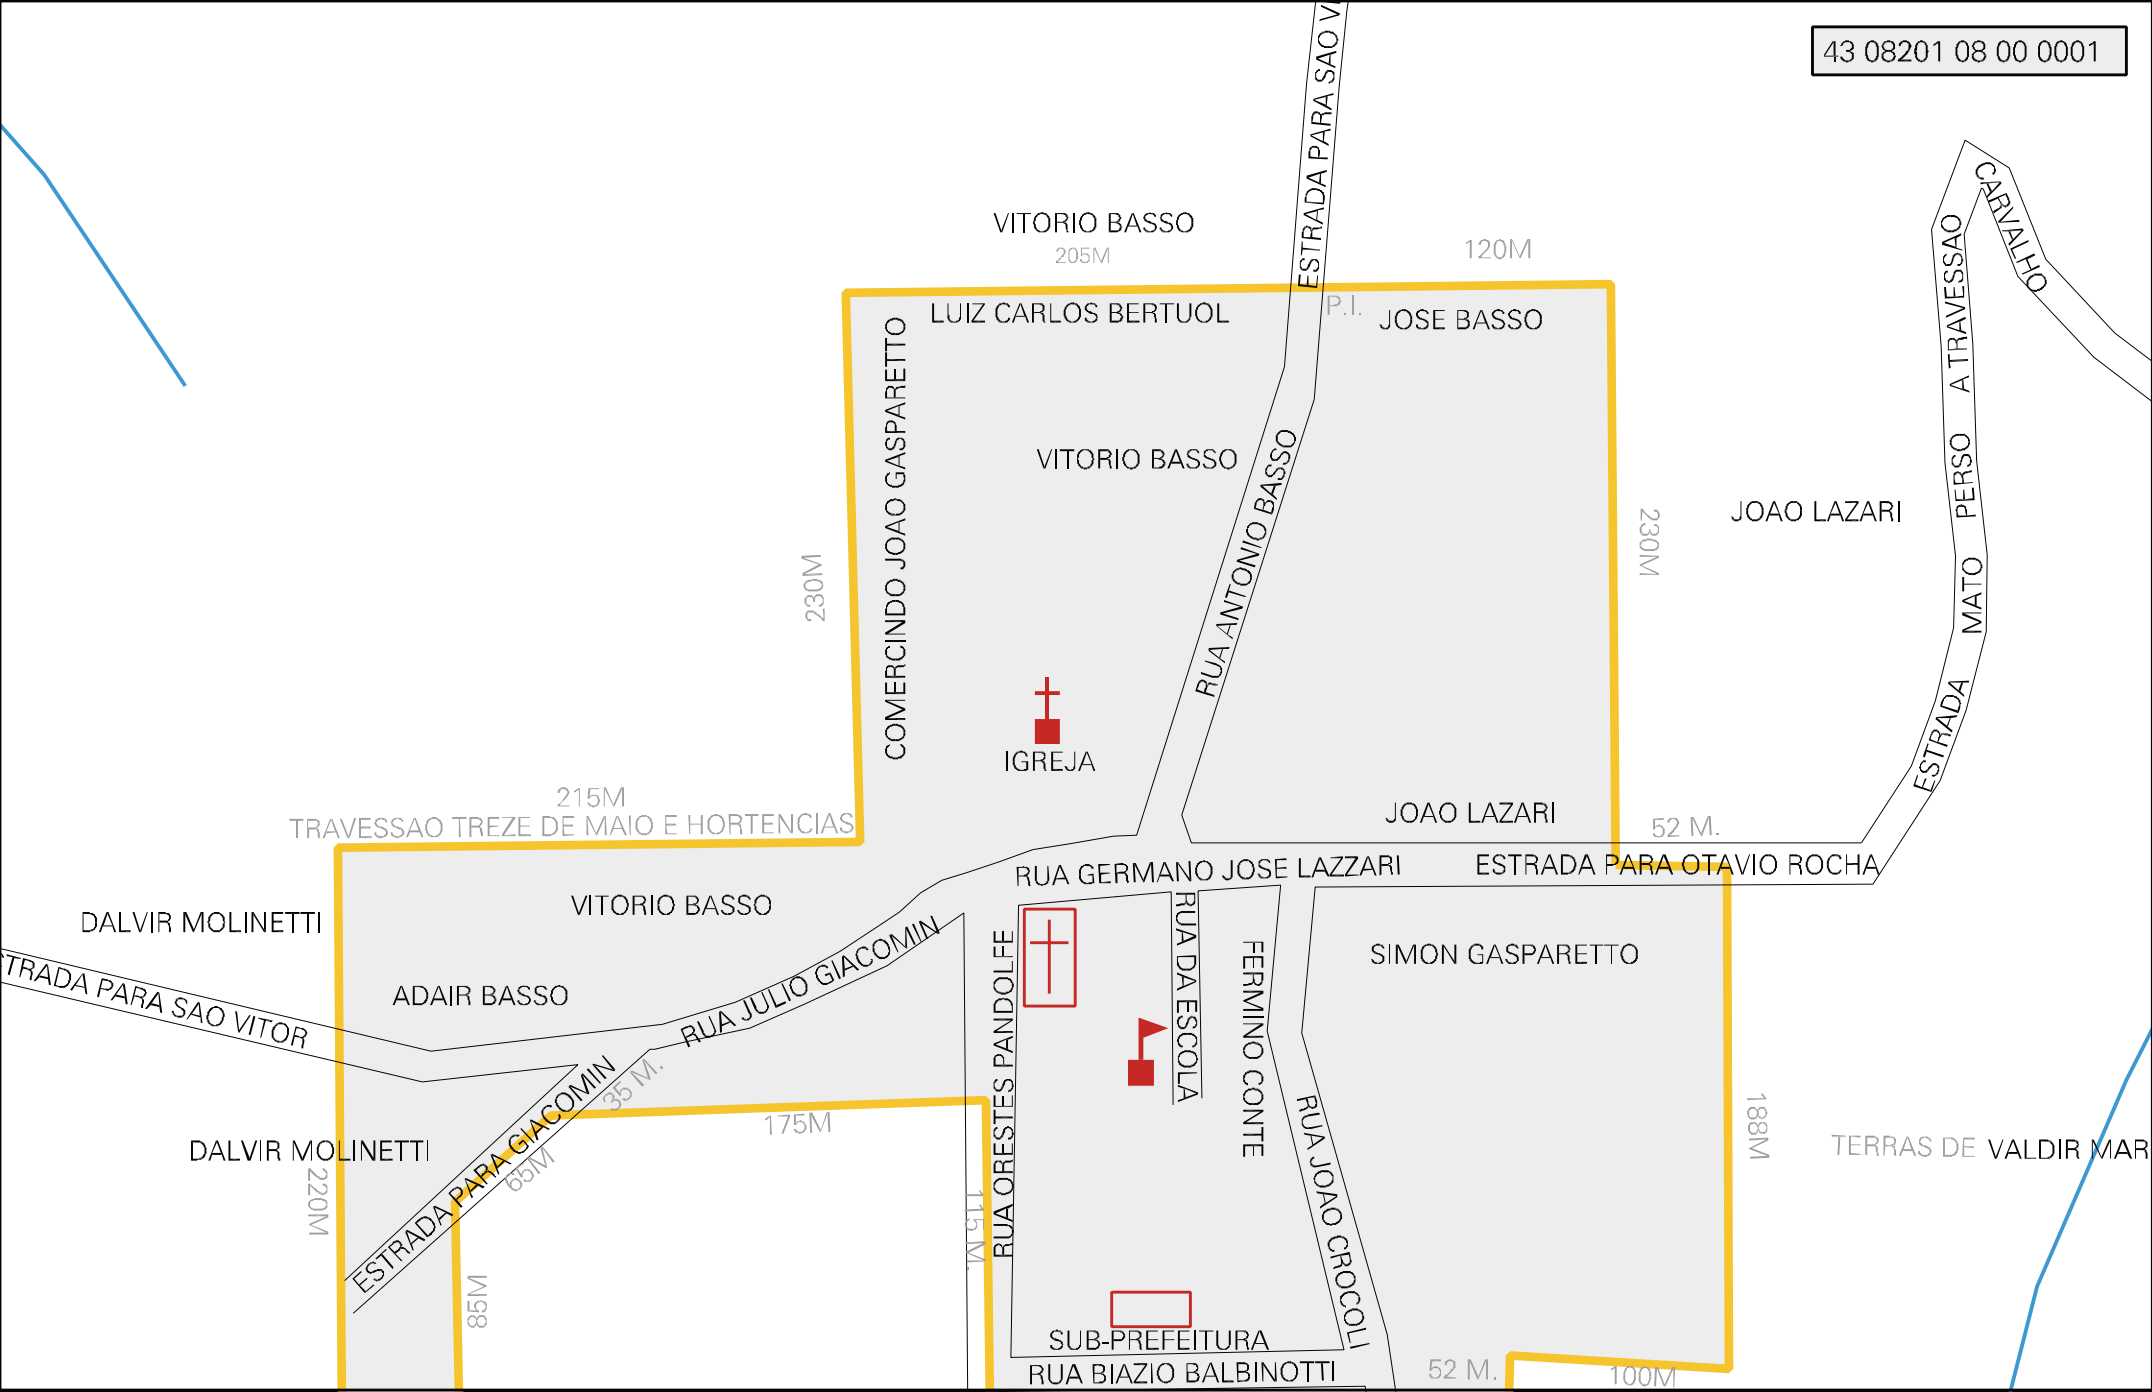 ESTRADA PARA SAO
43 08201 08 00 0001
CARVALHO
VITORIO BASSO
205M
120M
A TRAVESSAO
P.I.
LUIZ CARLOS BERTUOL
JOSE BASSO
COMERCINDO JOAO GASPARETTO
VITORIO BASSO
RUA ANTONIO BASSO
PERSO
JOAO LAZARI
230M
230M
MATO
ESTRADA
IGREJA
215M
TRAVESSAO TREZE DE MAIO E HORTENCIAS
JOAO LAZARI
52 M.
RUA GERMANO JOSE LAZZARI
ESTRADA PARA OTAVIO ROCHA
VITORIO BASSO
DALVIR MOLINETTI
RUA JULIO GIACOMIN
RUA DA ESCOLA
RUA ORESTES PANDOLFE
FERMINO CONTE
SIMON GASPARETTO
STRADA PARA SAO VITOR
ADAIR BASSO
35 M.
175M
ESTRADA PARA GIACOMIN
65M
DALVIR MOLINETTI
220M
115 M.
RUA JOAO CROCOLI
188M
TERRAS DE VALDIR MAR
85M
SUB-PREFEITURA
RUA BIAZIO BALBINOTTI
52 M.
100M